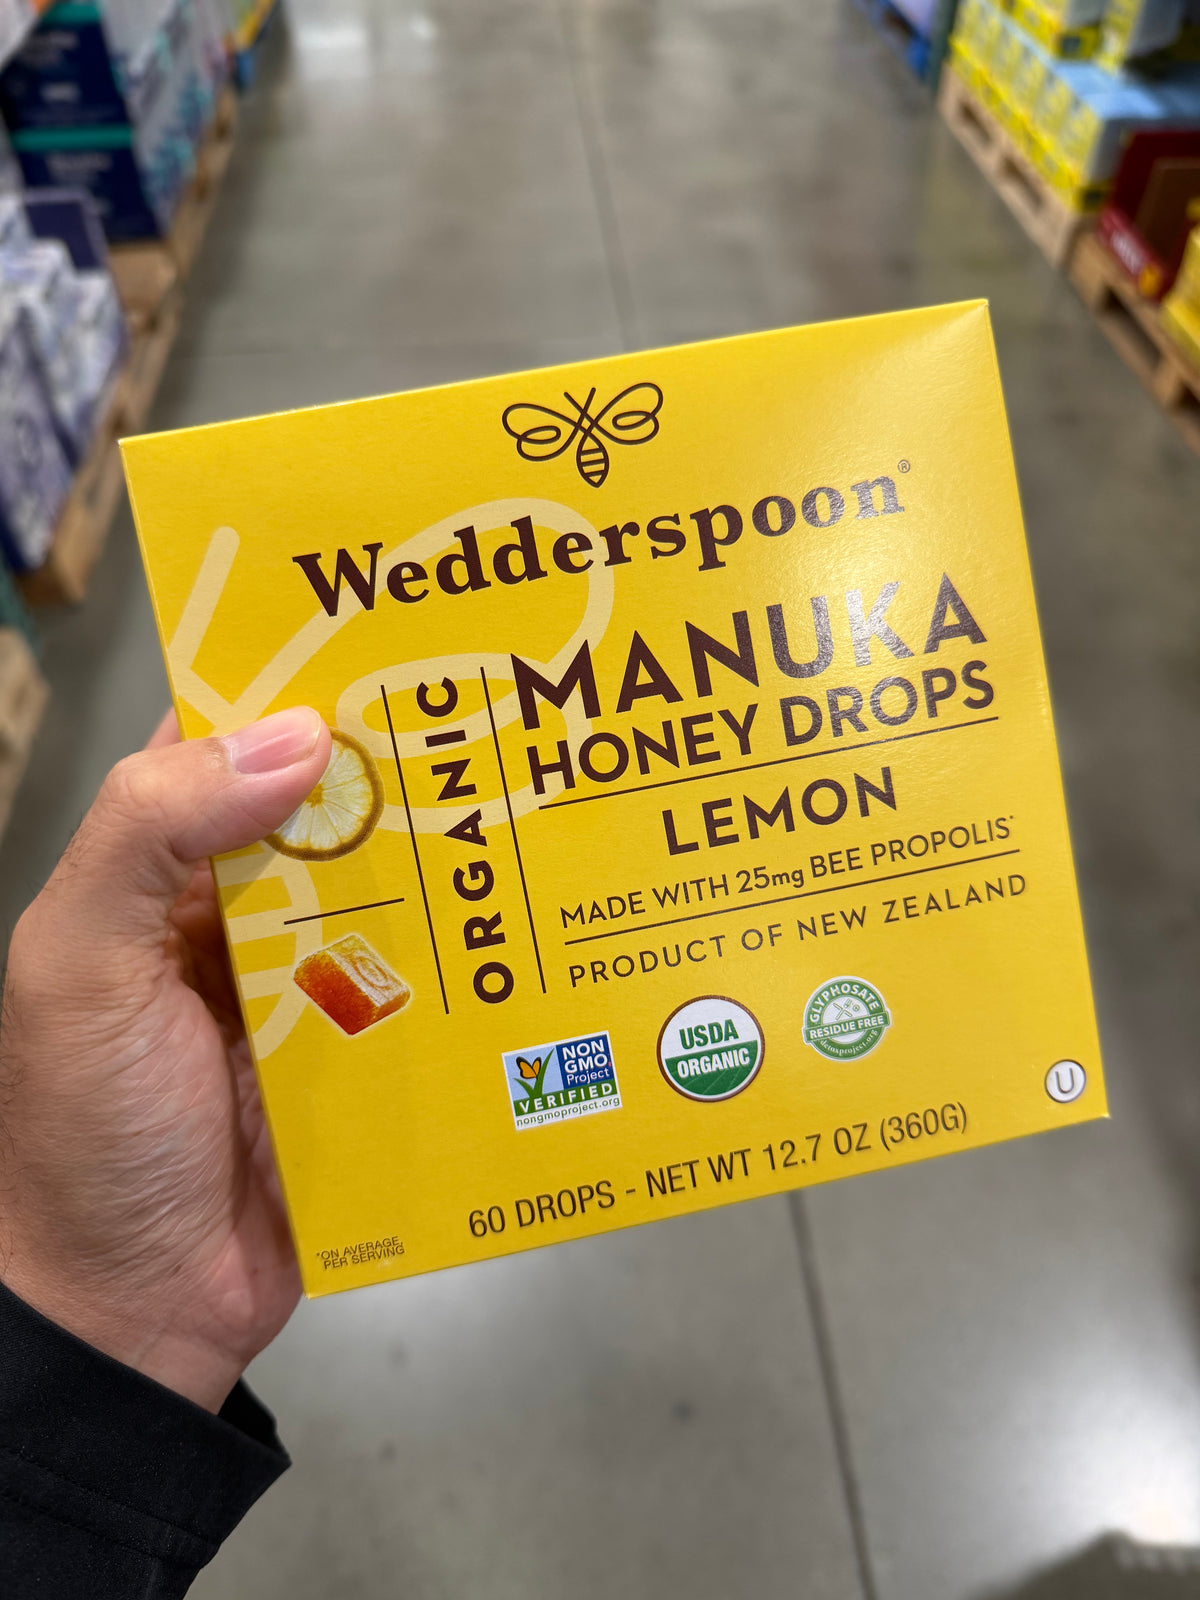 Wedderspoon®
ORGANIC
MANUKA
HONEY DROPS
LEMON
MADE WITH 25mg BEE PROPOLIS*
PRODUCT OF NEW ZEALAND
NON
GMO
Project
VERIFIED
nongmoproject.org
USDA
ORGANIC
GLYPHOSATE
RESIDUE FREE
detoxproject.org
U
60 DROPS - NET WT 12.7 OZ (360G)
*ON AVERAGE,
PER SERVING